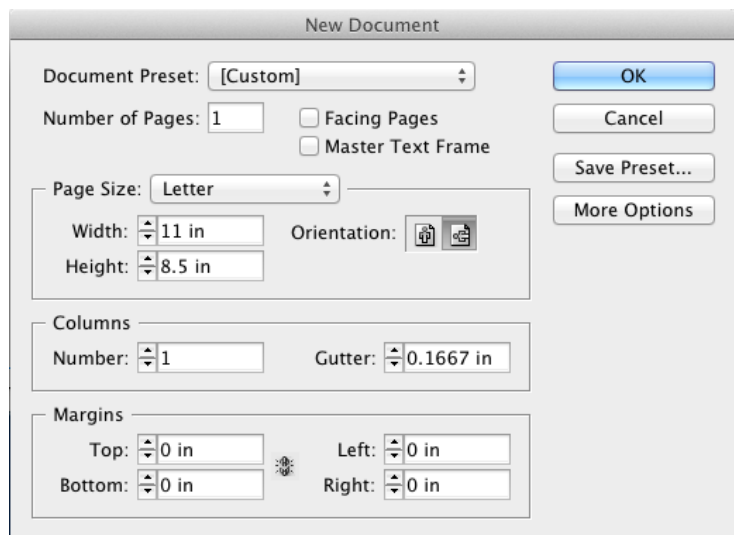 New Document
Document Preset: [Custom]
OK
Number of Pages: 1
Facing Pages
Cancel
Master Text Frame
Save Preset...
Page Size: Letter
More Options
Width: 11 in
Orientation:
Height: 8.5 in
Columns
Number: 1
Gutter: 0.1667 in
Margins
Top: 0 in
Left: 0 in
Bottom: 0 in
Right: 0 in